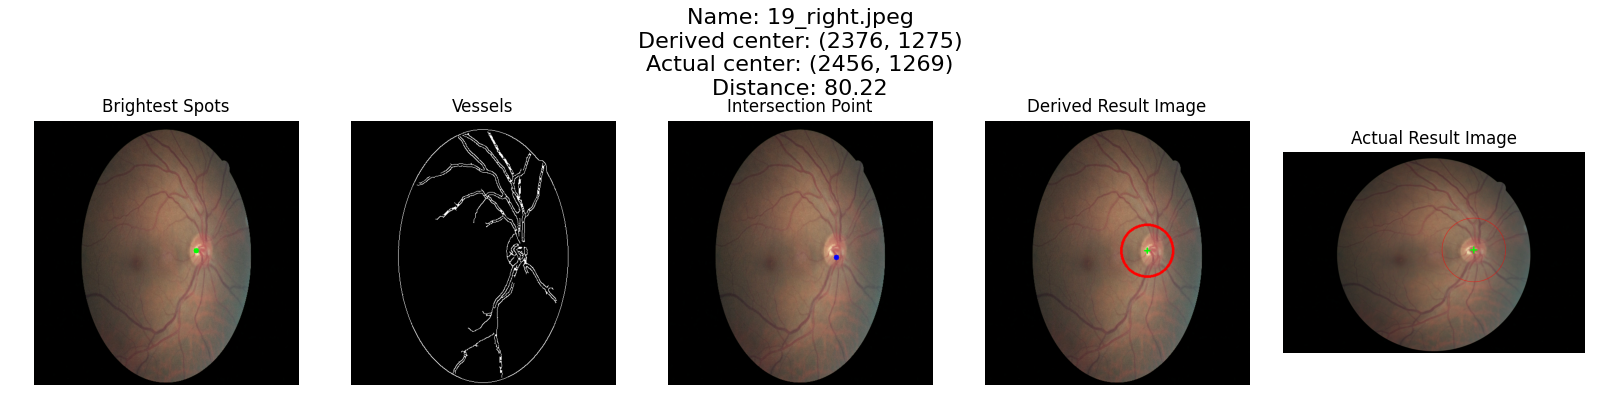 Name: 19_right.jpeg
Derived center: (2376, 1275)
Actual center: (2456, 1269)
Distance: 80.22
Brightest Spots
Vessels
Intersection Point
Derived Result Image
Actual Result Image